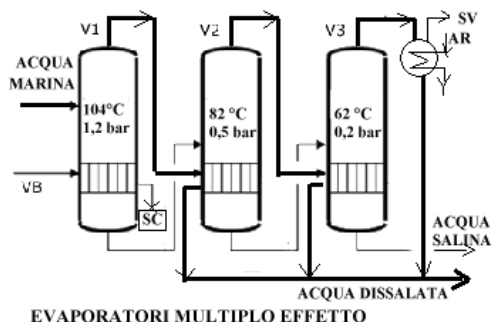 V1
V2
V3
SV
AR
ACQUA
MARINA
104°C
1,2 bar
82 °C
0,5 bar
62 °C
0,2 bar
VB
SC
ACQUA
SALINA
ACQUA DISSALATA
EVAPORATORI MULTIPLO EFFETTO